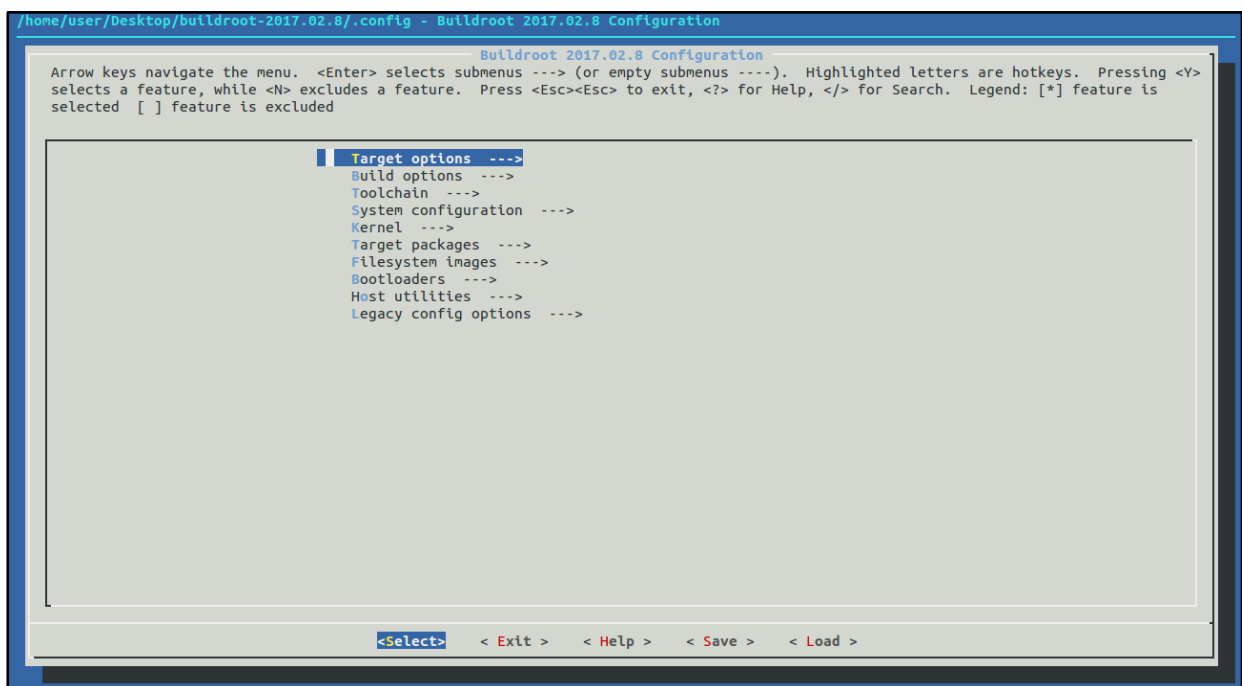 /home/user/Desktop/buildroot-2017.02.8/.config - Buildroot 2017.02.8 Configuration
Buildroot 2017.02.8 Configuration
Arrow keys navigate the menu.  <Enter> selects submenus ---> (or empty submenus ----).  Highlighted letters are hotkeys.  Pressing <Y>
selects a feature, while <N> excludes a feature.  Press <Esc><Esc> to exit, <?> for Help, </> for Search.  Legend: [*] feature is
selected  [ ] feature is excluded
Target options  --->
Build options  --->
Toolchain  --->
System configuration  --->
Kernel  --->
Target packages  --->
Filesystem images  --->
Bootloaders  --->
Host utilities  --->
Legacy config options  --->
<Select>    < Exit >    < Help >    < Save >    < Load >